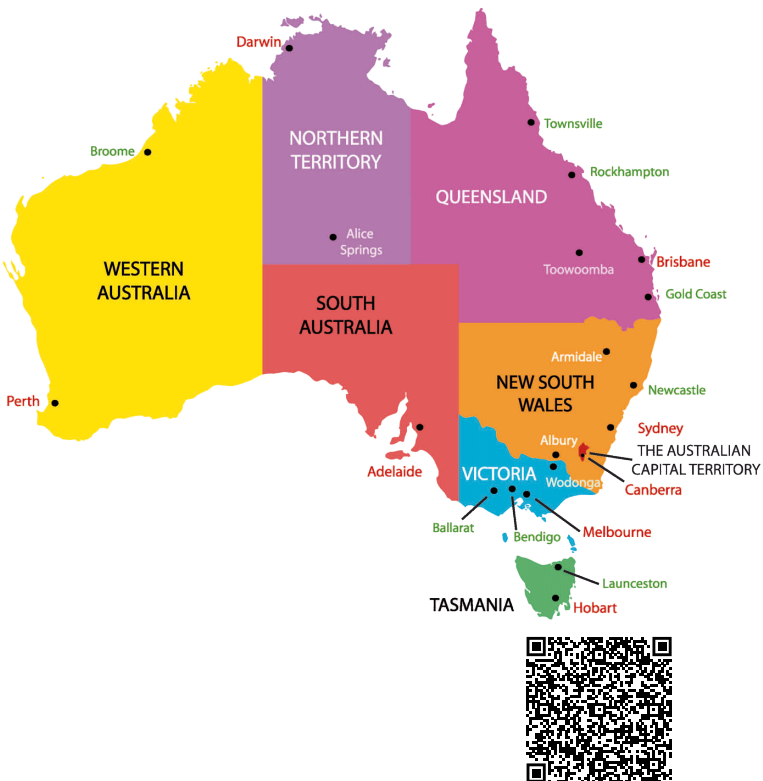 Darwin
Broome
NORTHERN
TERRITORY
Townsville
Rockhampton
QUEENSLAND
Alice
Springs
WESTERN
AUSTRALIA
Toowoomba
Brisbane
Gold Coast
SOUTH
AUSTRALIA
Armidale
NEW SOUTH
WALES
Newcastle
Perth
Sydney
Albury
THE AUSTRALIAN
CAPITAL TERRITORY
Adelaide
VICTORIA
Wodonga
Canberra
Ballarat
Bendigo
Melbourne
Launceston
TASMANIA
Hobart